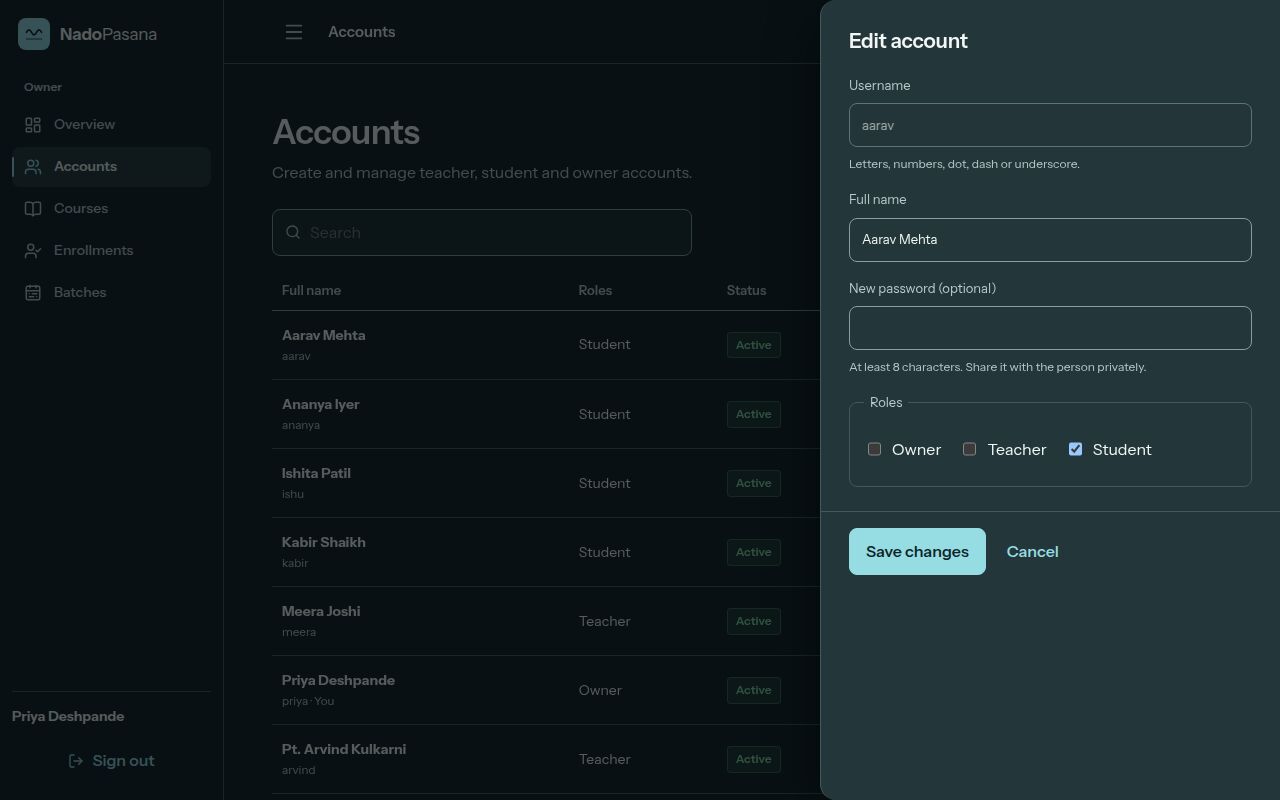 NadoPasana
Owner
Overview
Accounts
Courses
Enrollments
Batches
Priya Deshpande
Sign out
Accounts
Accounts
Create and manage teacher, student and owner accounts.
Search
Full name Roles Status
Aarav Mehta Student Active
aarav
Ananya Iyer Student Active
ananya
Ishita Patil Student Active
ishu
Kabir Shaikh Student Active
kabir
Meera Joshi Teacher Active
meera
Priya Deshpande Owner Active
priya · You
Pt. Arvind Kulkarni Teacher Active
arvind
Edit account
Username
aarav
Letters, numbers, dot, dash or underscore.
Full name
Aarav Mehta
New password (optional)
At least 8 characters. Share it with the person privately.
Roles
Owner Teacher Student
Save changes Cancel